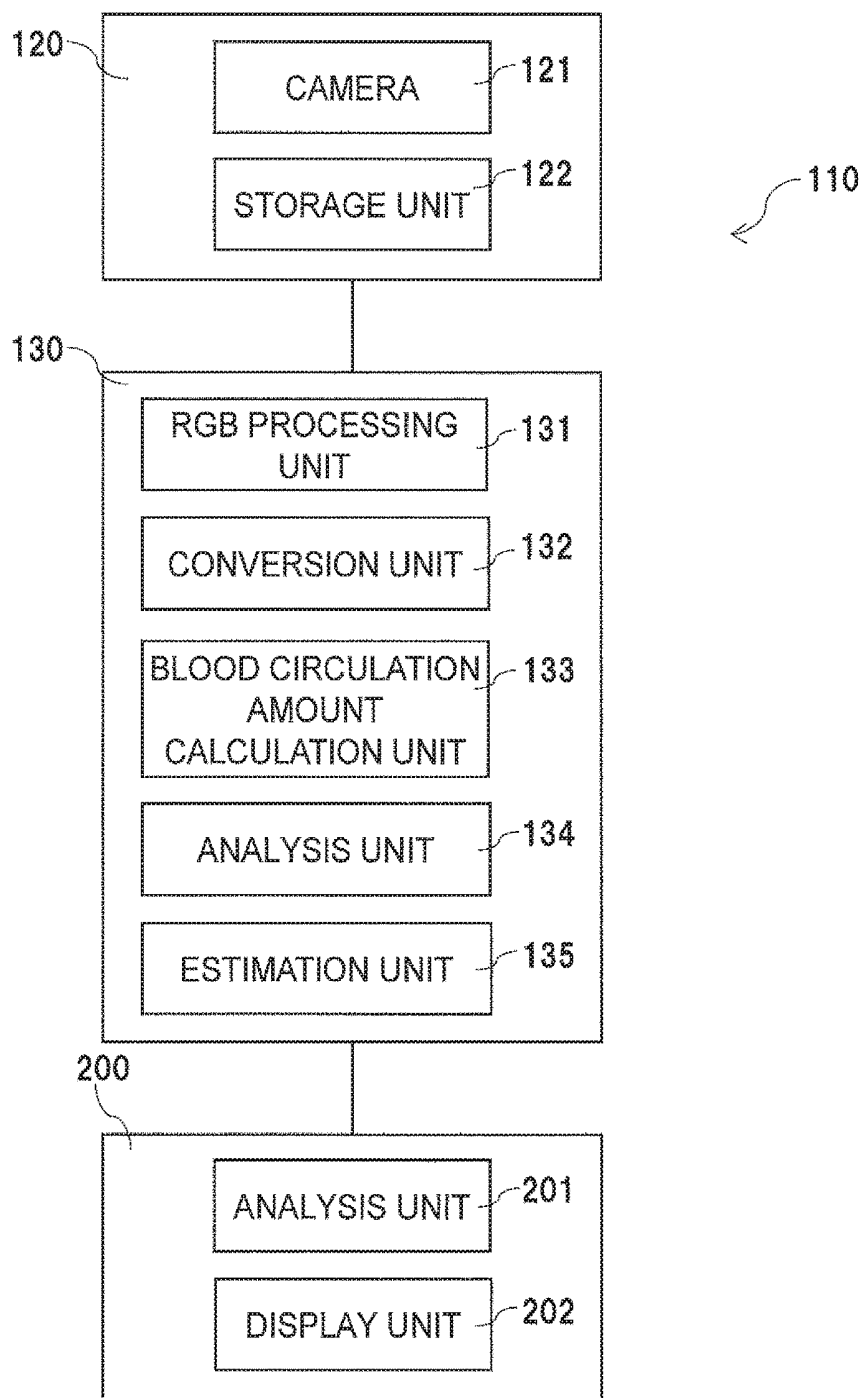 120
CAMERA
121
STORAGE UNIT
122
110
130
RGB PROCESSING
UNIT
131
CONVERSION UNIT
132
BLOOD CIRCULATION
AMOUNT
CALCULATION UNIT
133
ANALYSIS UNIT
134
ESTIMATION UNIT
135
200
ANALYSIS UNIT
201
DISPLAY UNIT
202